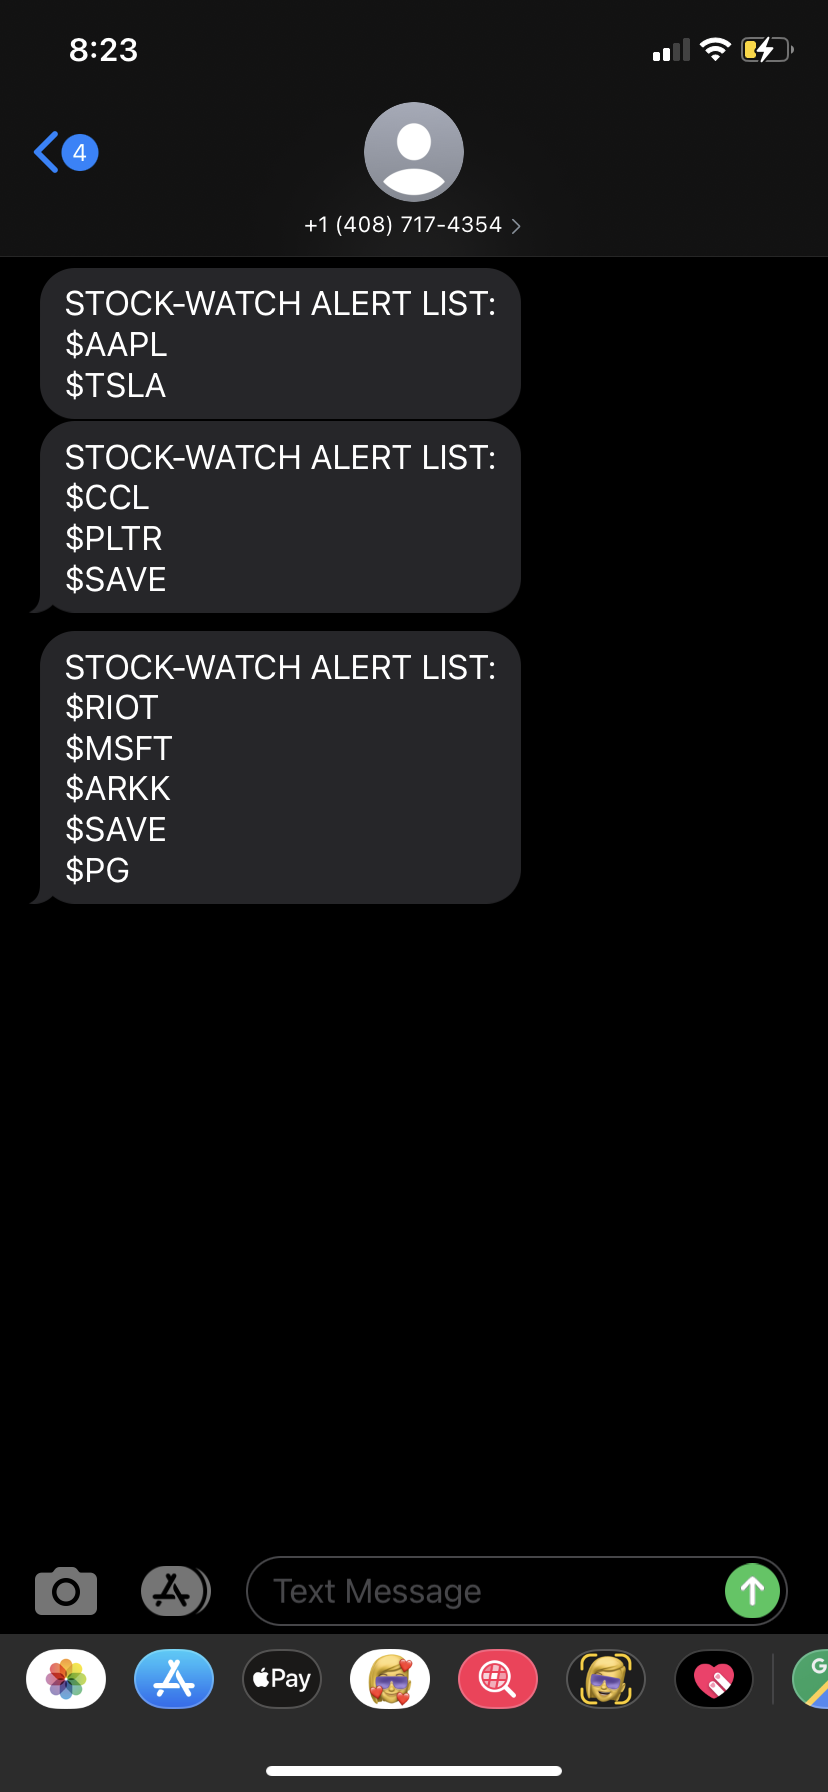 8:23
4
+1 (408) 717-4354
STOCK-WATCH ALERT LIST:
$AAPL
$TSLA
STOCK-WATCH ALERT LIST:
$CCL
$PLTR
$SAVE
STOCK-WATCH ALERT LIST:
$RIOT
$MSFT
$ARKK
$SAVE
$PG
Text Message
Pay
G